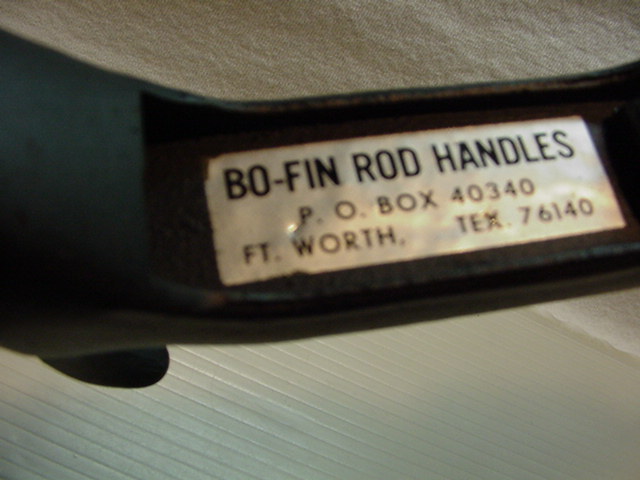 BO-FIN ROD HANDLES
P. O. BOX 40340
FT. WORTH, TEX. 76140